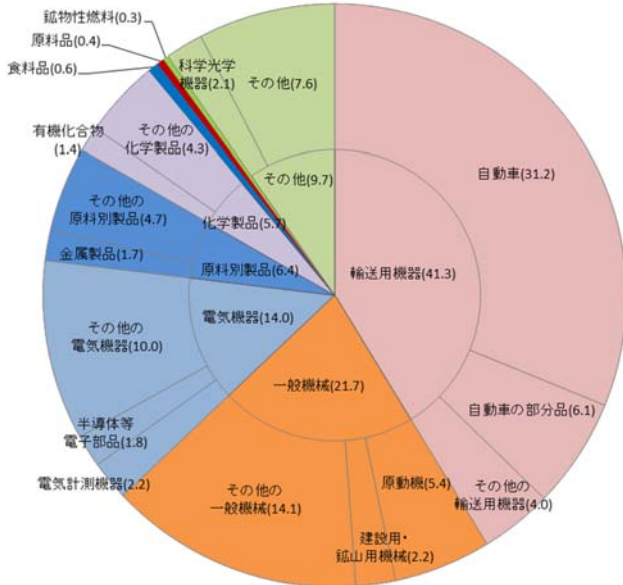 鉱物性燃料(0.3)
原料品(0.4)
食料品(0.6)
科学光学
機器(2.1)
その他(7.6)
有機化合物
(1.4)
その他の
化学製品(4.3)
その他(9.7)
自動車(31.2)
その他の
原料別製品(4.7)
化学製品(5.7)
金属製品(1.7)
原料別製品(6.4)
輸送用機器(41.3)
電気機器(14.0)
その他の
電気機器(10.0)
一般機械(21.7)
自動車の部分品(6.1)
半導体等
電子部品(1.8)
電気計測機器(2.2)
その他の
一般機械(14.1)
原動機(5.4)
その他の
輸送用機器(4.0)
建設用・
鉱山用機械(2.2)